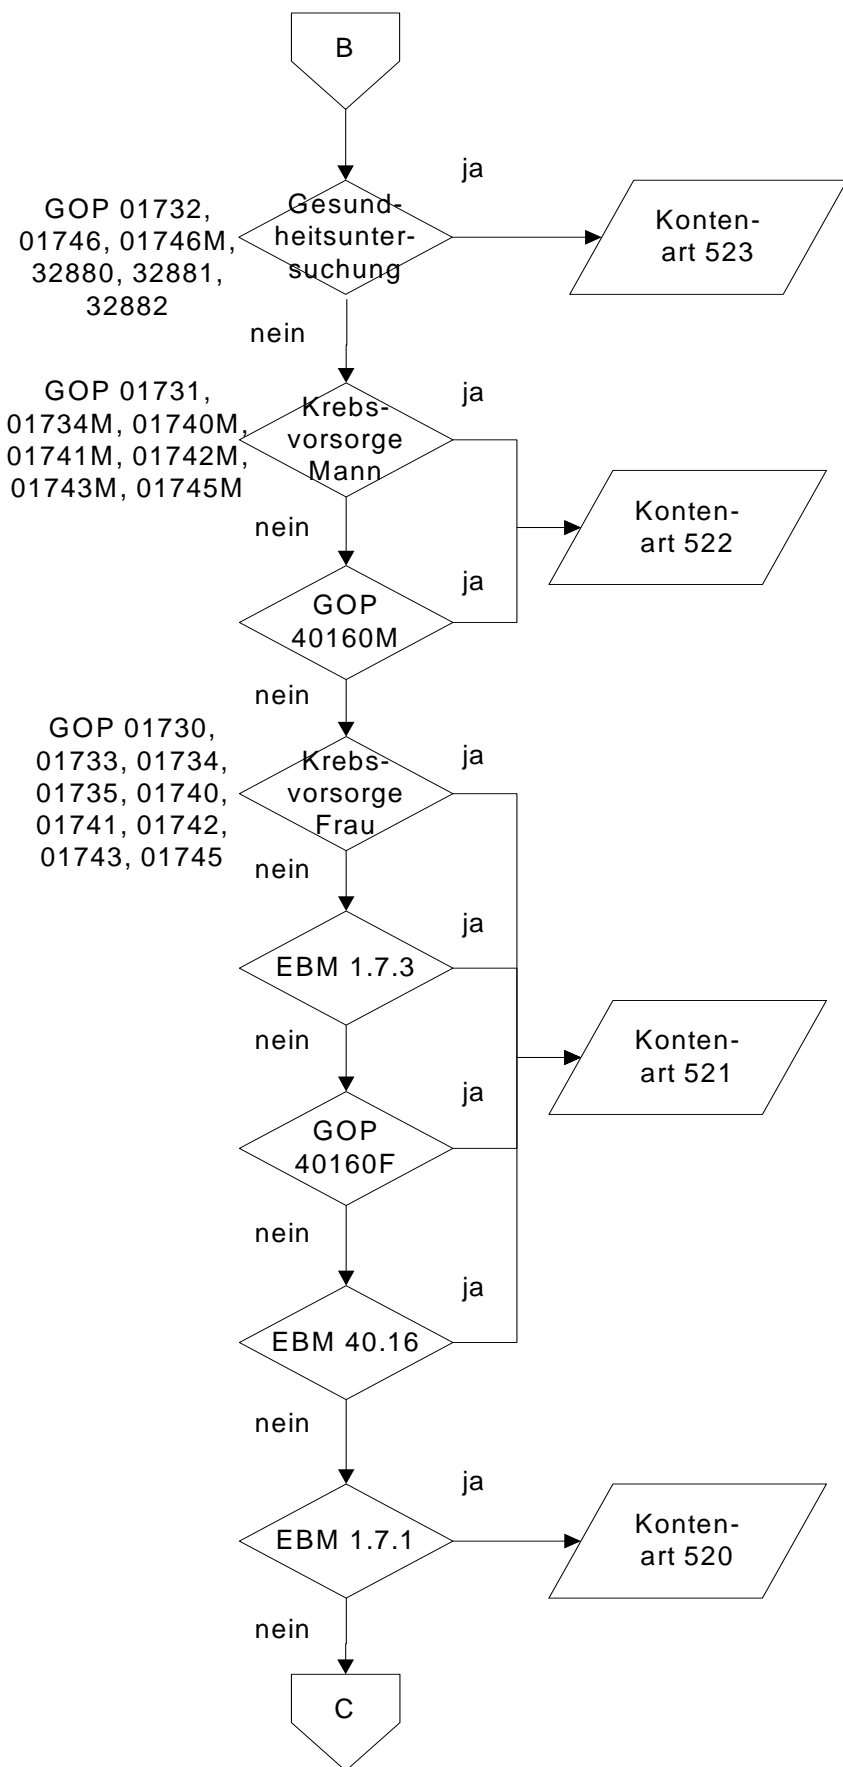 B
ja
GOP 01732,
01746, 01746M,
32880, 32881,
32882
Gesund-
heitsunter-
suchung
Konten-
art 523
nein
GOP 01731,
01734M, 01740M,
01741M, 01742M,
01743M, 01745M
Krebs-
vorsorge
Mann
ja
nein
Konten-
art 522
ja
GOP
40160M
nein
GOP 01730,
01733, 01734,
01735, 01740,
01741, 01742,
01743, 01745
Krebs-
vorsorge
Frau
ja
nein
ja
EBM 1.7.3
nein
Konten-
art 521
ja
GOP
40160F
nein
ja
EBM 40.16
nein
ja
EBM 1.7.1
Konten-
art 520
nein
C